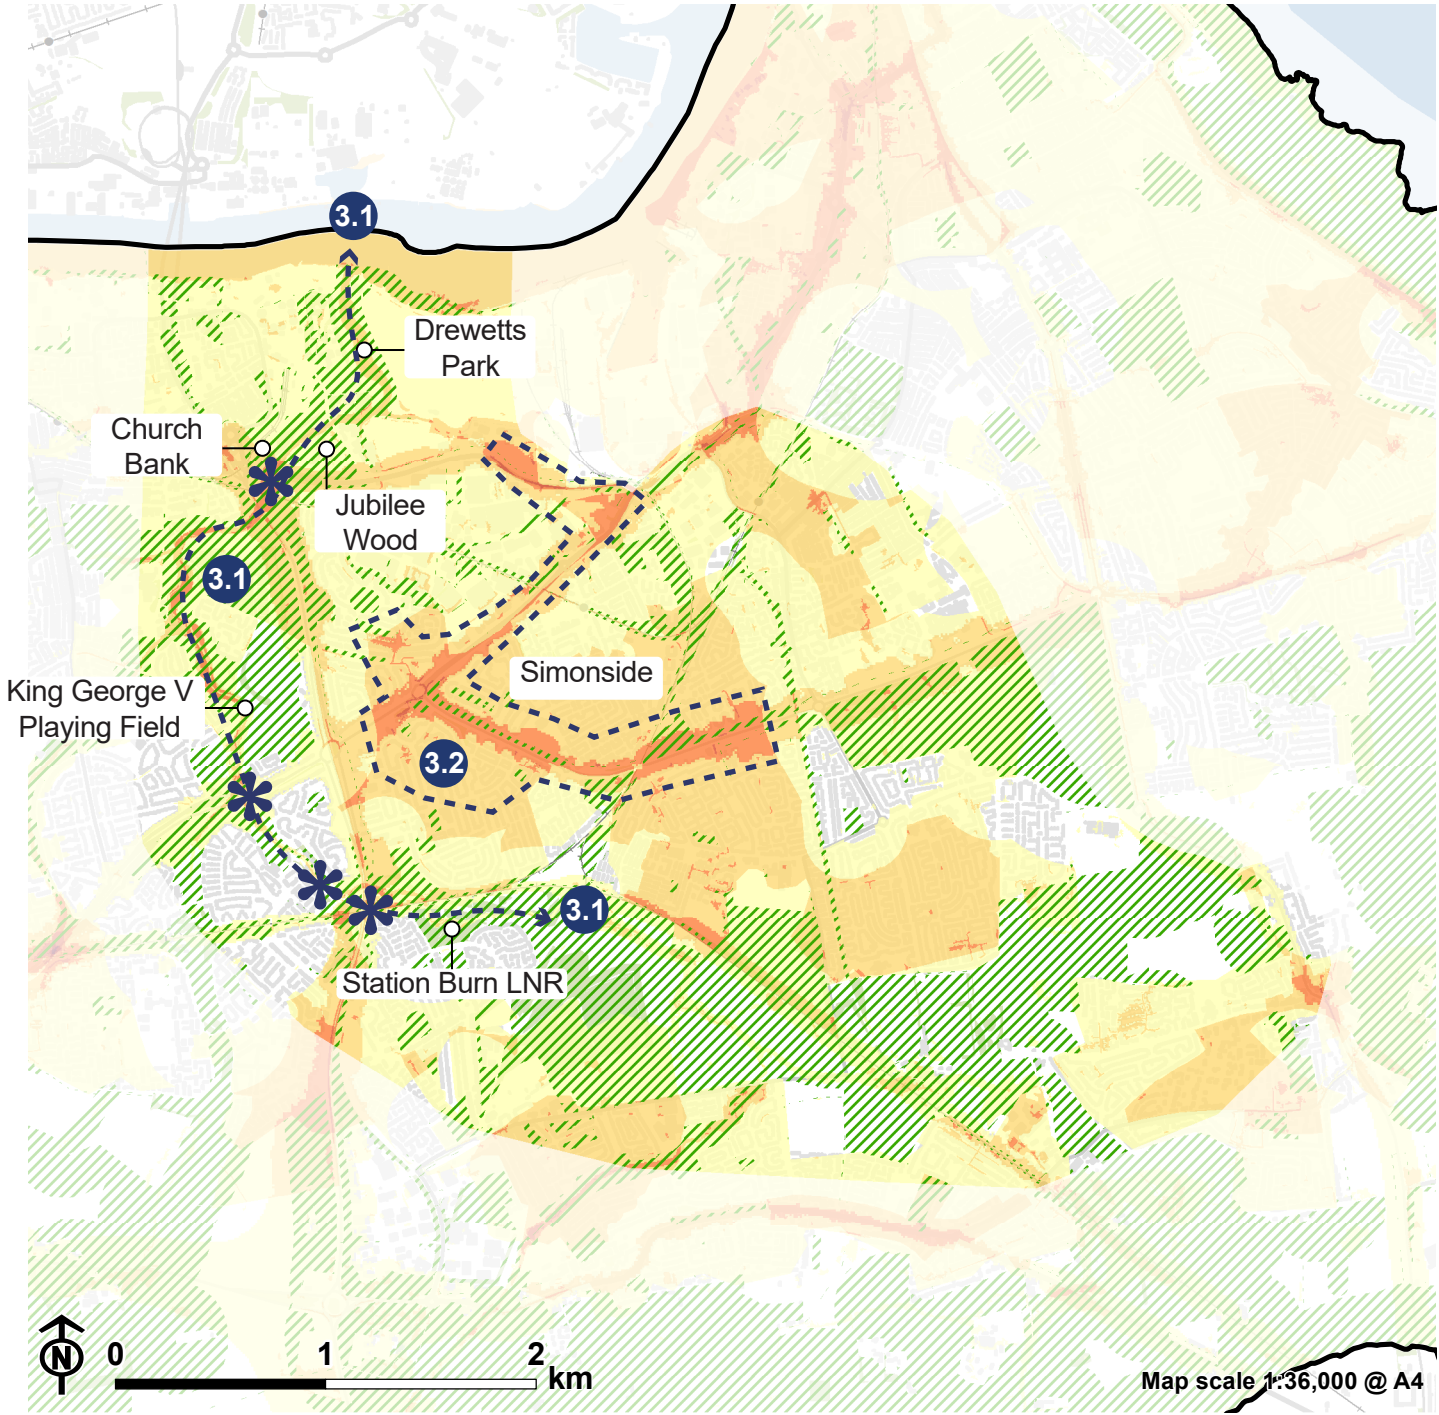 3.1
Drewetts
Park
Church
Bank
Jubilee
Wood
3.1
Simonside
King George V
Playing Field
3.2
3.1
Station Burn LNR
N
0 1 2
km
Map scale 1:36,000 @ A4